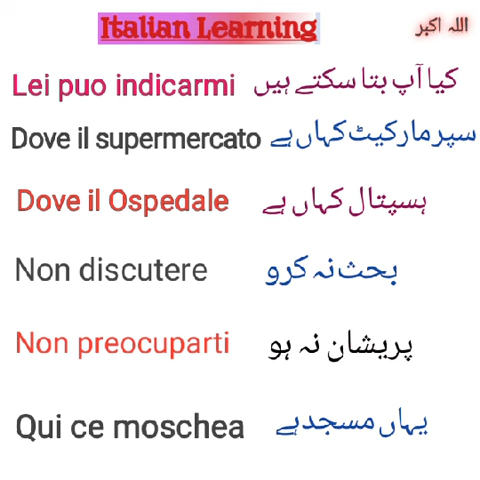 Italian Learning اللہ اکبر
Lei puo indicarmi کیا آپ بتا سکتے ہیں
Dove il supermercato سپر مارکیٹ کہاں ہے
Dove il Ospedale ہسپتال کہاں ہے
Non discutere بحث نہ کرو
Non preocuparti پریشان نہ ہو
Qui ce moschea یہاں مسجد ہے